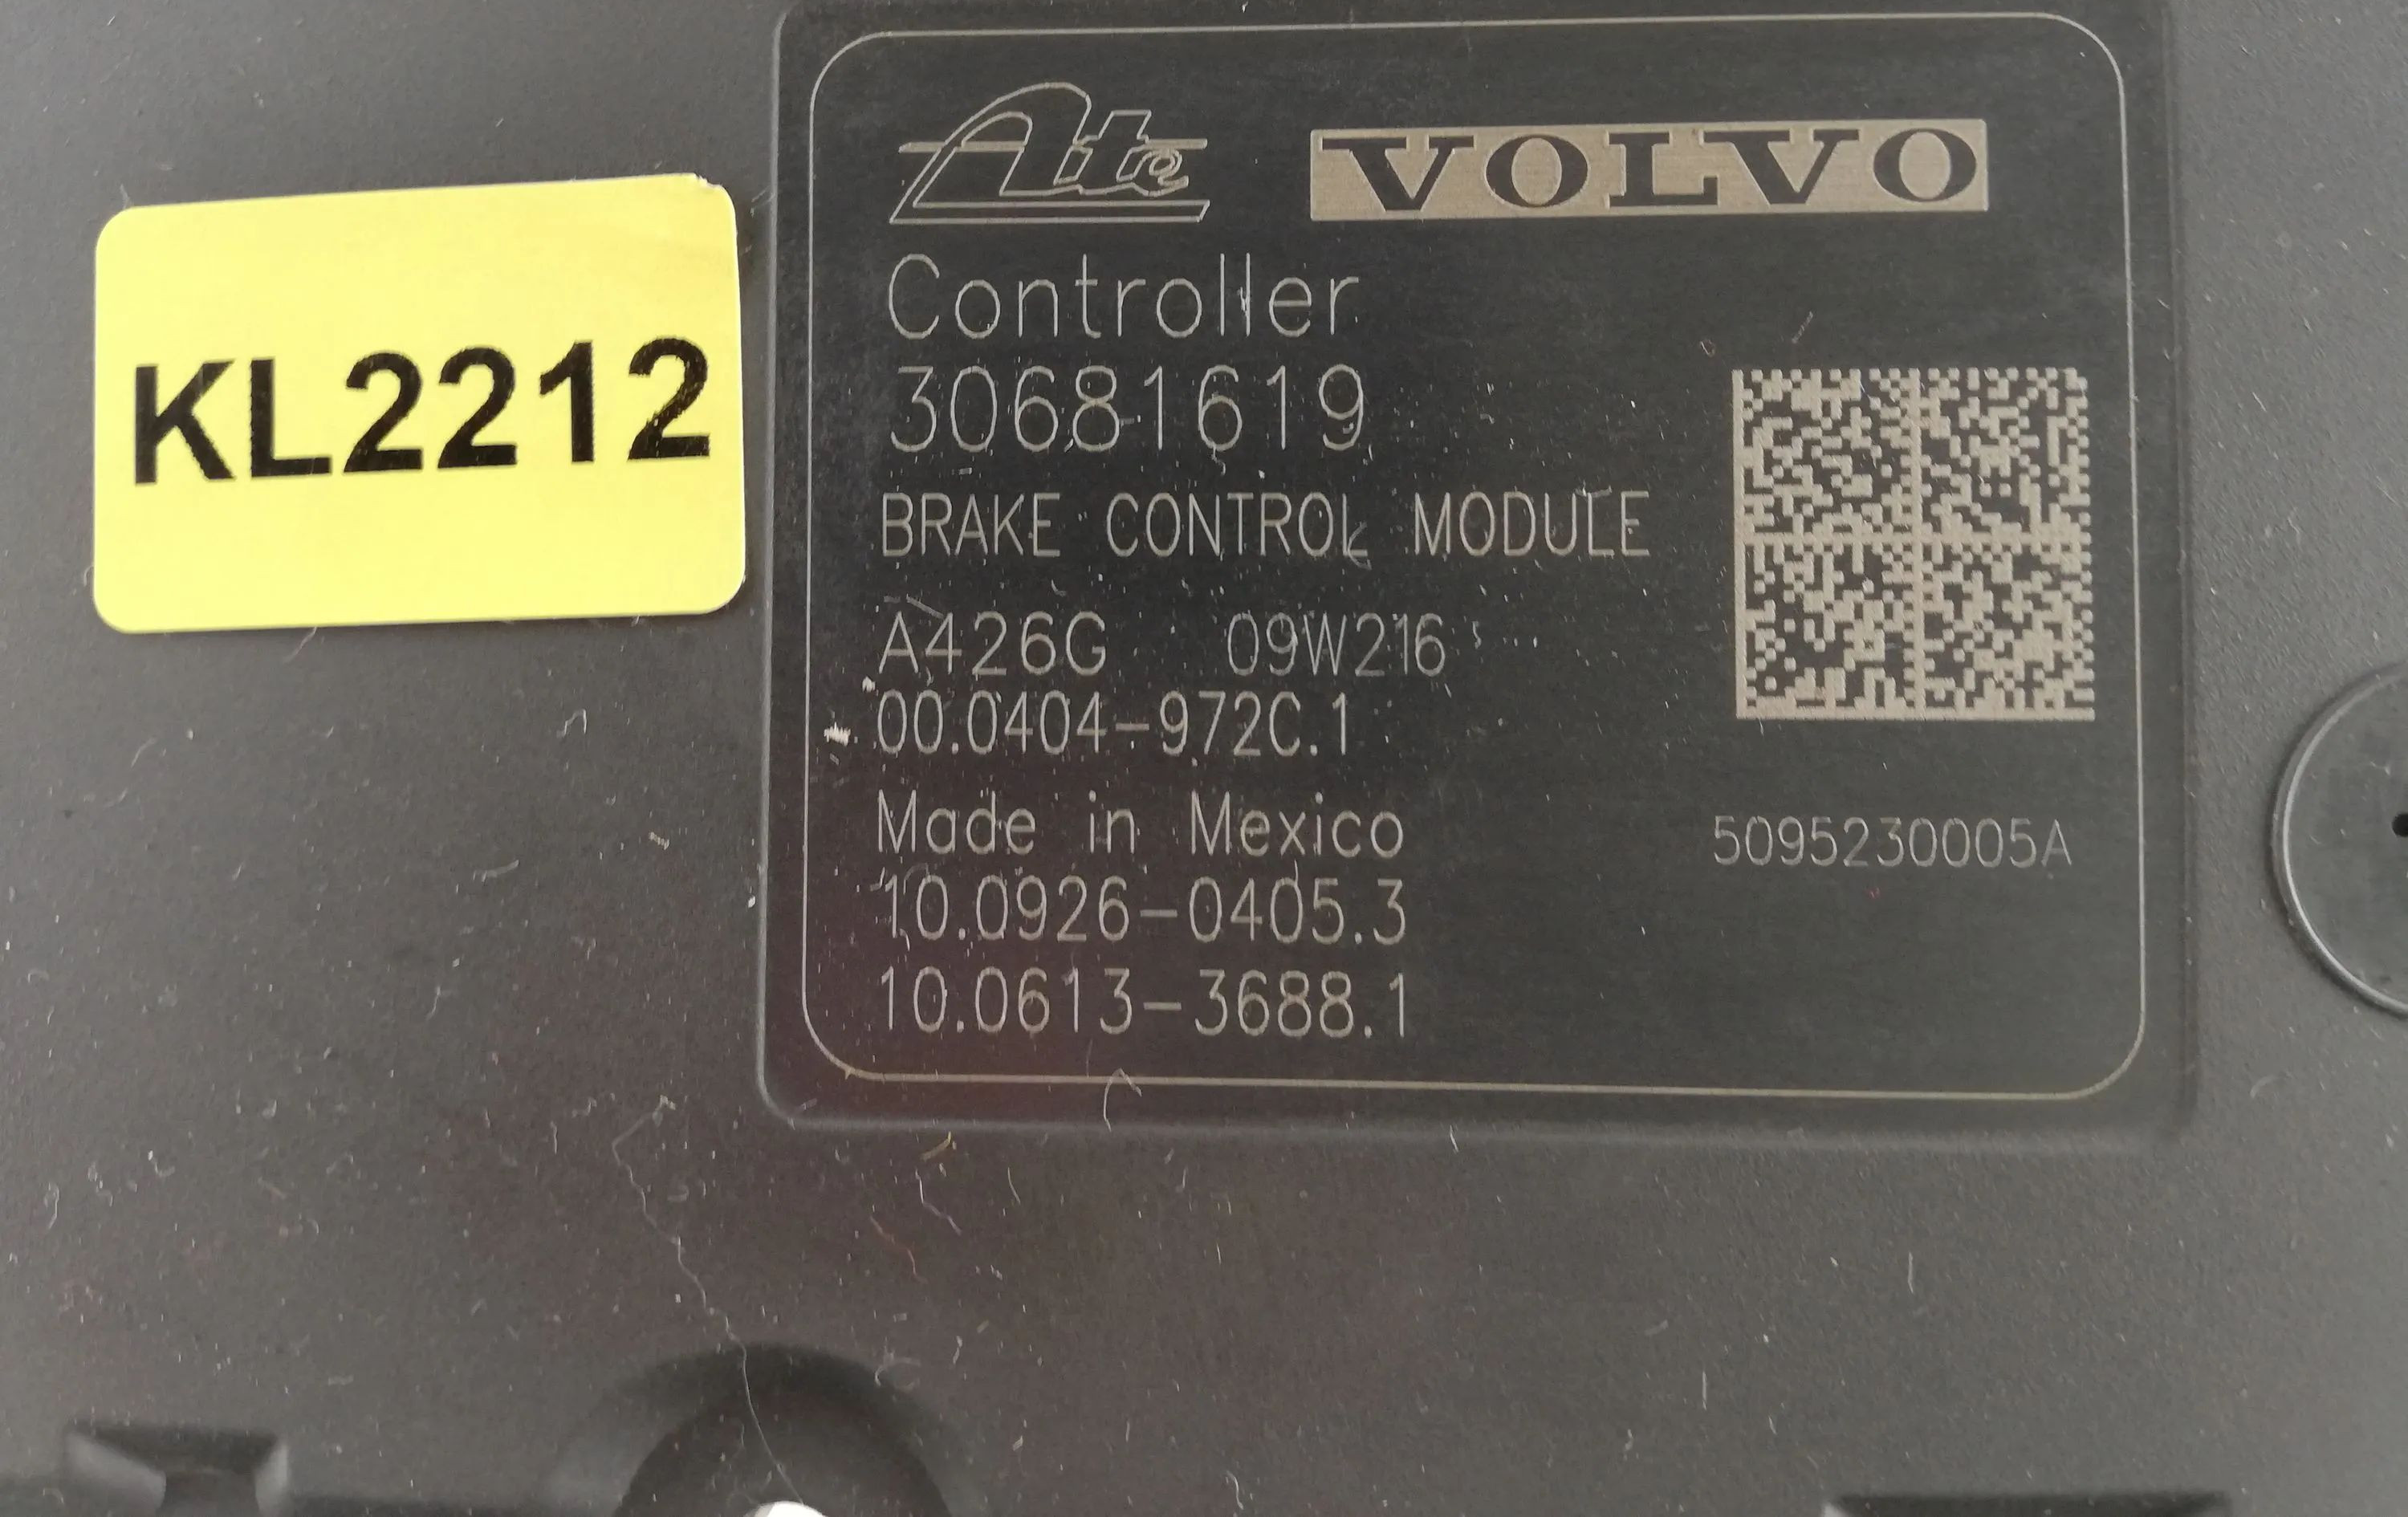 KL2212
Ate VOLVO
Controller
30681619
BRAKE CONTROL MODULE
A426G 09W216
00.0404-972C.1
Made in Mexico
5095230005A
10.0926-0405.3
10.0613-3688.1